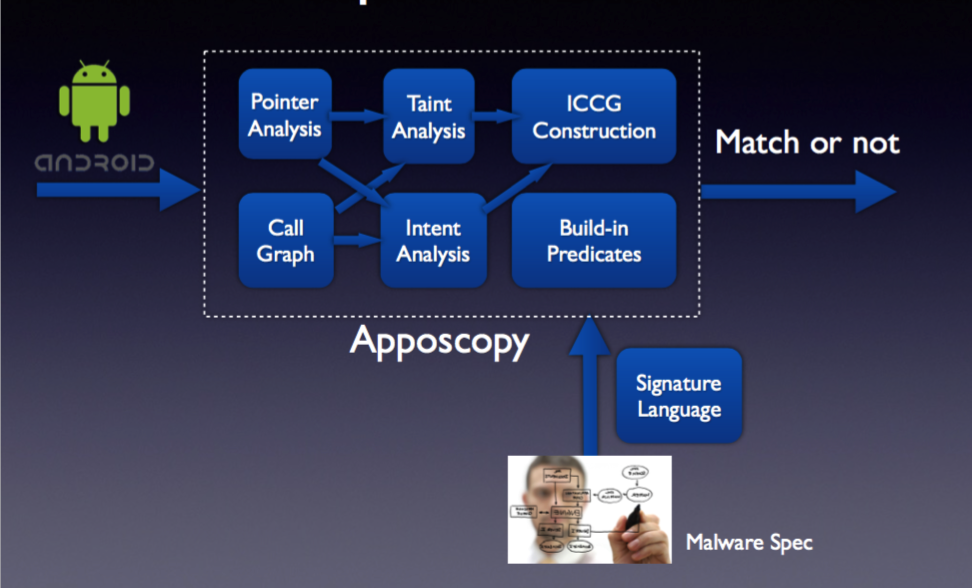 Pointer
Analysis
Taint
Analysis
ICCG
Construction
Call
Graph
Intent
Analysis
Build-in
Predicates
ANDROID
Match or not
Apposcopy
Signature
Language
Malware Spec